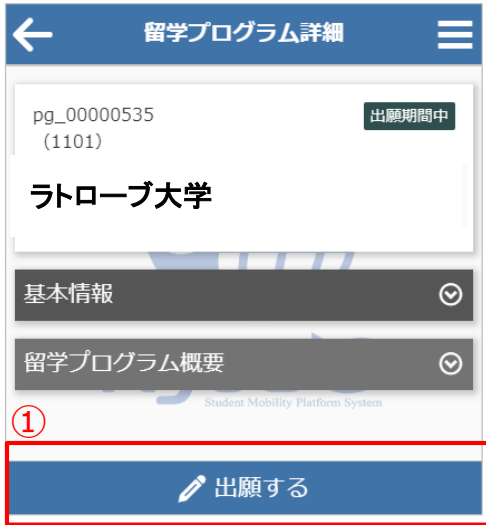 留学プログラム詳細
pg_00000535
出願期間中
（1101）
ラトローブ大学
基本情報
留学プログラム概要
Student Mobility Platform System
①
出願する